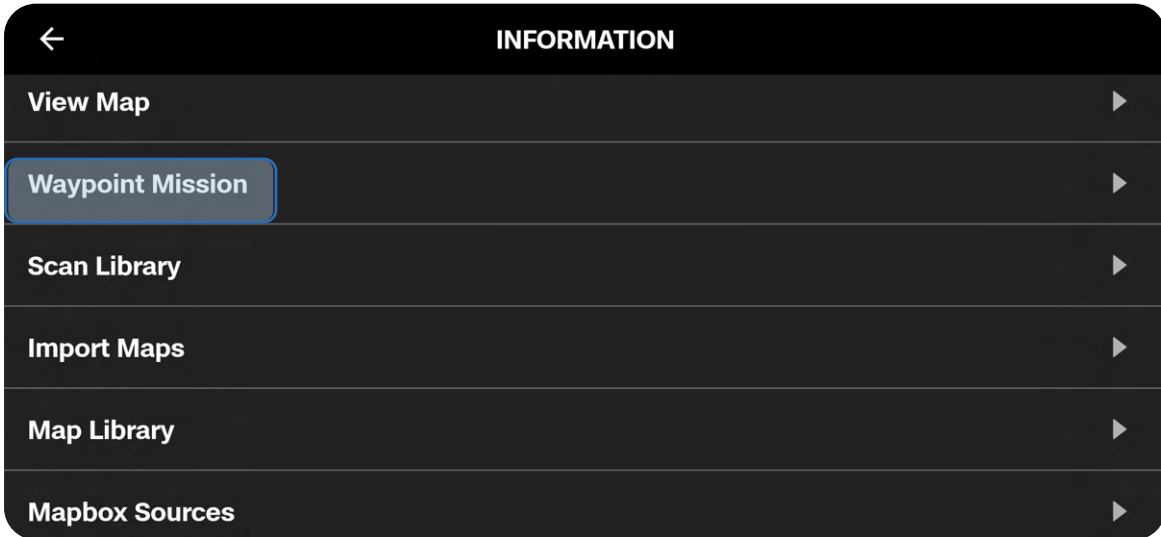 INFORMATION
View Map
Waypoint Mission
Scan Library
Import Maps
Map Library
Mapbox Sources